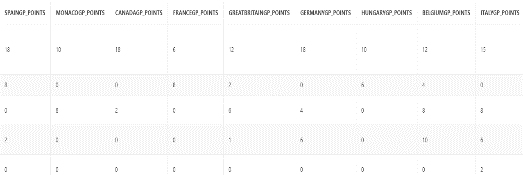 SPAINGP_POINTS MONACOGP_POINTS CANADAGP_POINTS FRANCEGP_POINTS GREATBRITAINGP_POINTS GERMANYGP_POINTS HUNGARYGP_POINTS BELGIUMGP_POINTS ITALYGP_POINTS
18 10 18 6 12 18 10 12 15
8 0 0 8 2 0 6 4 0
0 8 2 0 8 4 0 8 8
2 0 0 0 1 6 0 10 6
0 0 0 0 0 0 0 0 2